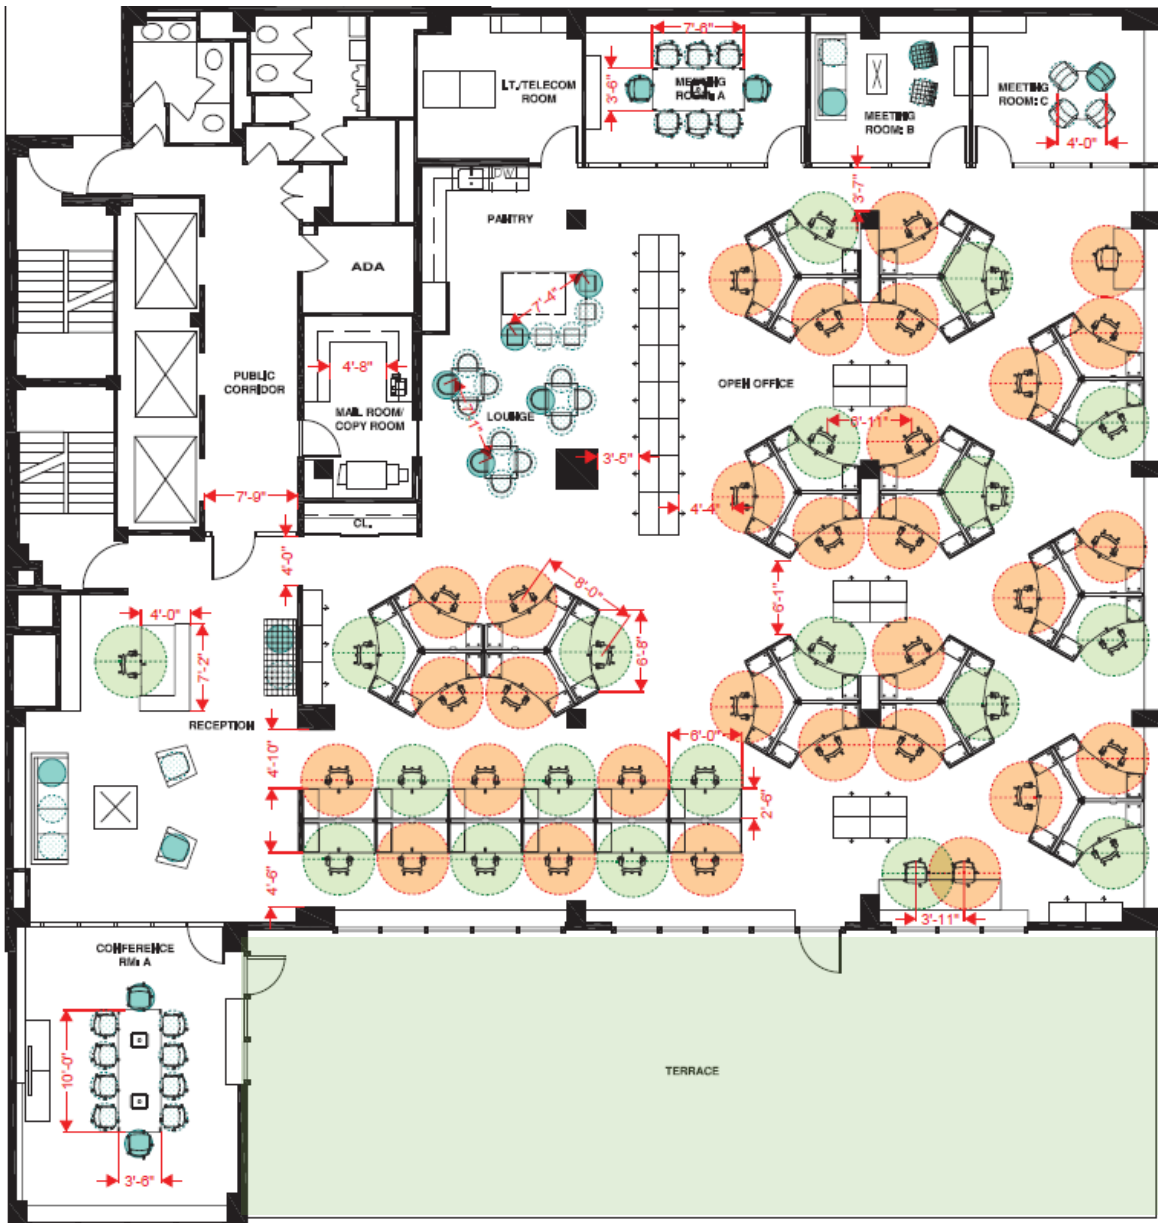 7'-6"
I.T./TELECOM
ROOM
3'-6"
MEETING
ROOM: A
MEETING
ROOM: B
MEETING
ROOM: C
4'-0"
DW
3'-7"
PANTRY
ADA
7'-4"
PUBLIC
CORRIDOR
4'-8"
OPEN OFFICE
MAIL ROOM/
COPY ROOM
LOUNGE
6'-11"
3'-5"
7'-9"
4'-4"
CL.
4'-0"
8'-0"
6'-1"
4'-0"
7'-2"
6'-8"
RECEPTION
4'-10"
6'-0"
2'-6"
4'-6"
3'-11"
CONFERENCE
RM: A
10'-0"
TERRACE
3'-6"